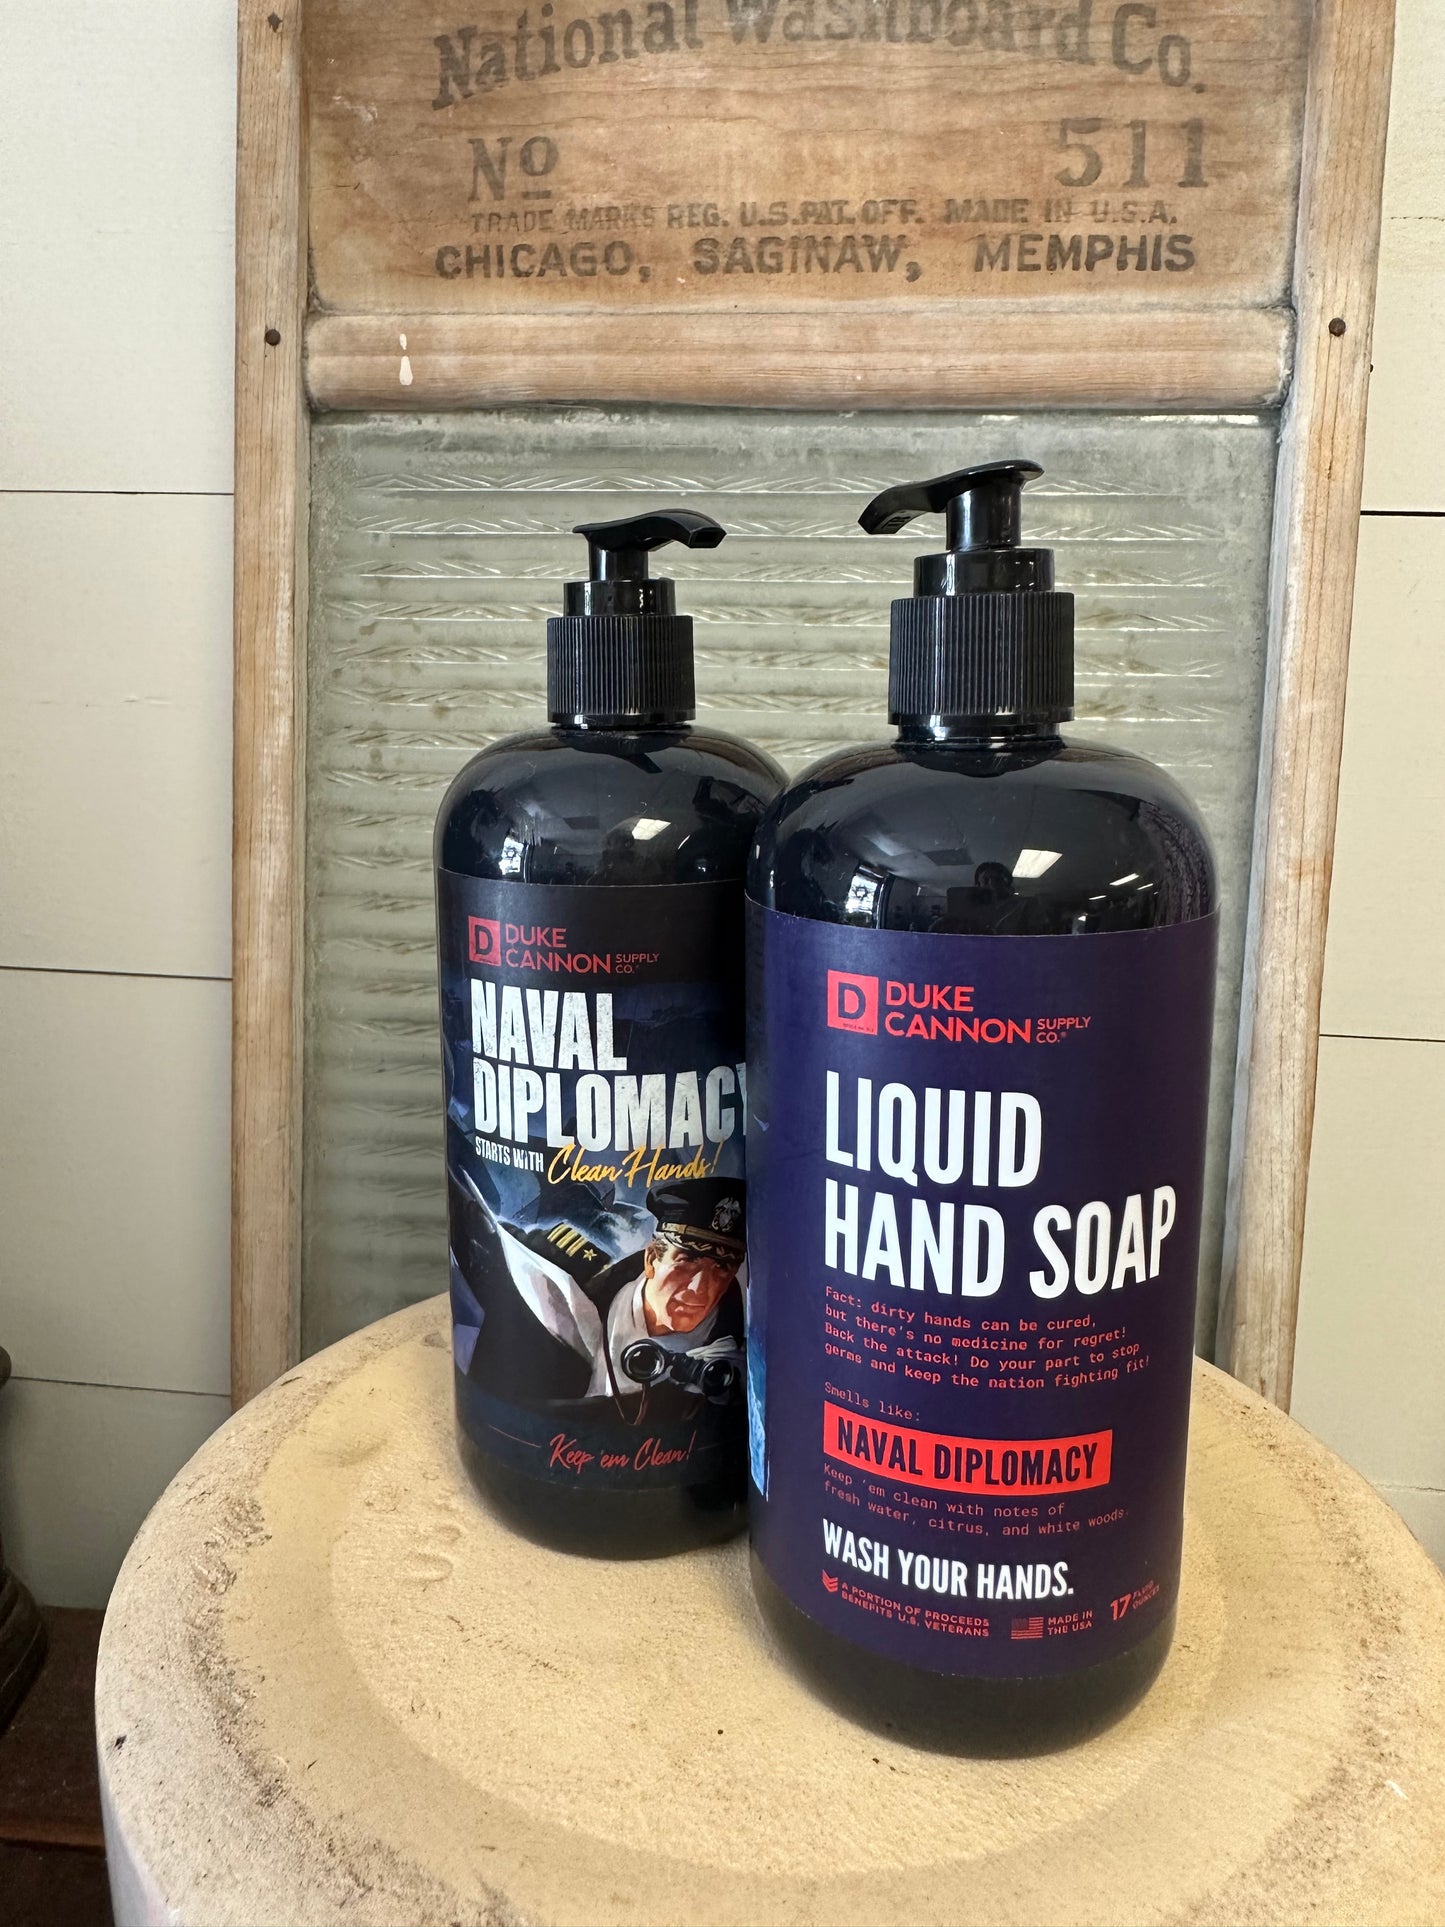 National Washboard Co.
No 511
TRADE MARKS REG. U.S.PAT. OFF. MADE IN U.S.A.
CHICAGO, SAGINAW, MEMPHIS
D DUKE
CANNON SUPPLY
CO.®
NAVAL
DIPLOMACY
STARTS WITH Clean Hands!
Keep 'em Clean!
D DUKE
CANNON SUPPLY
CO.®
LIQUID
HAND SOAP
Fact: dirty hands can be cured,
but there's no medicine for regret!
Back the attack! Do your part to stop
germs and keep the nation fighting fit!
Smells like:
NAVAL DIPLOMACY
Keep 'em clean with notes of
fresh water, citrus, and white woods.
WASH YOUR HANDS.
A PORTION OF PROCEEDS
BENEFITS U.S. VETERANS
MADE IN
THE USA
17 FLUID
OUNCES